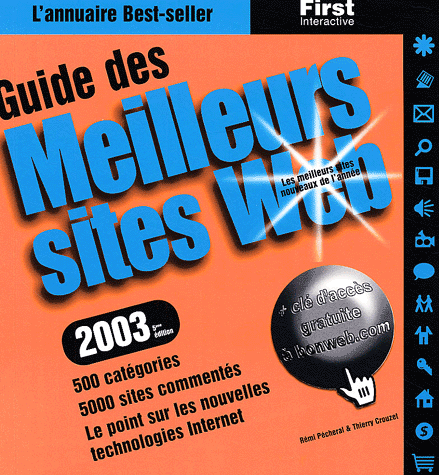 L'annuaire Best-seller
First
Interactive
Guide des
Meilleurs
sites Web
Les meilleurs sites
nouveaux de l'année
+ clé d'accès
gratuite
à bonweb.com
2003 5ème édition
500 catégories
5000 sites commentés
Le point sur les nouvelles
technologies Internet
Rémi Pécheral & Thierry Crouzet